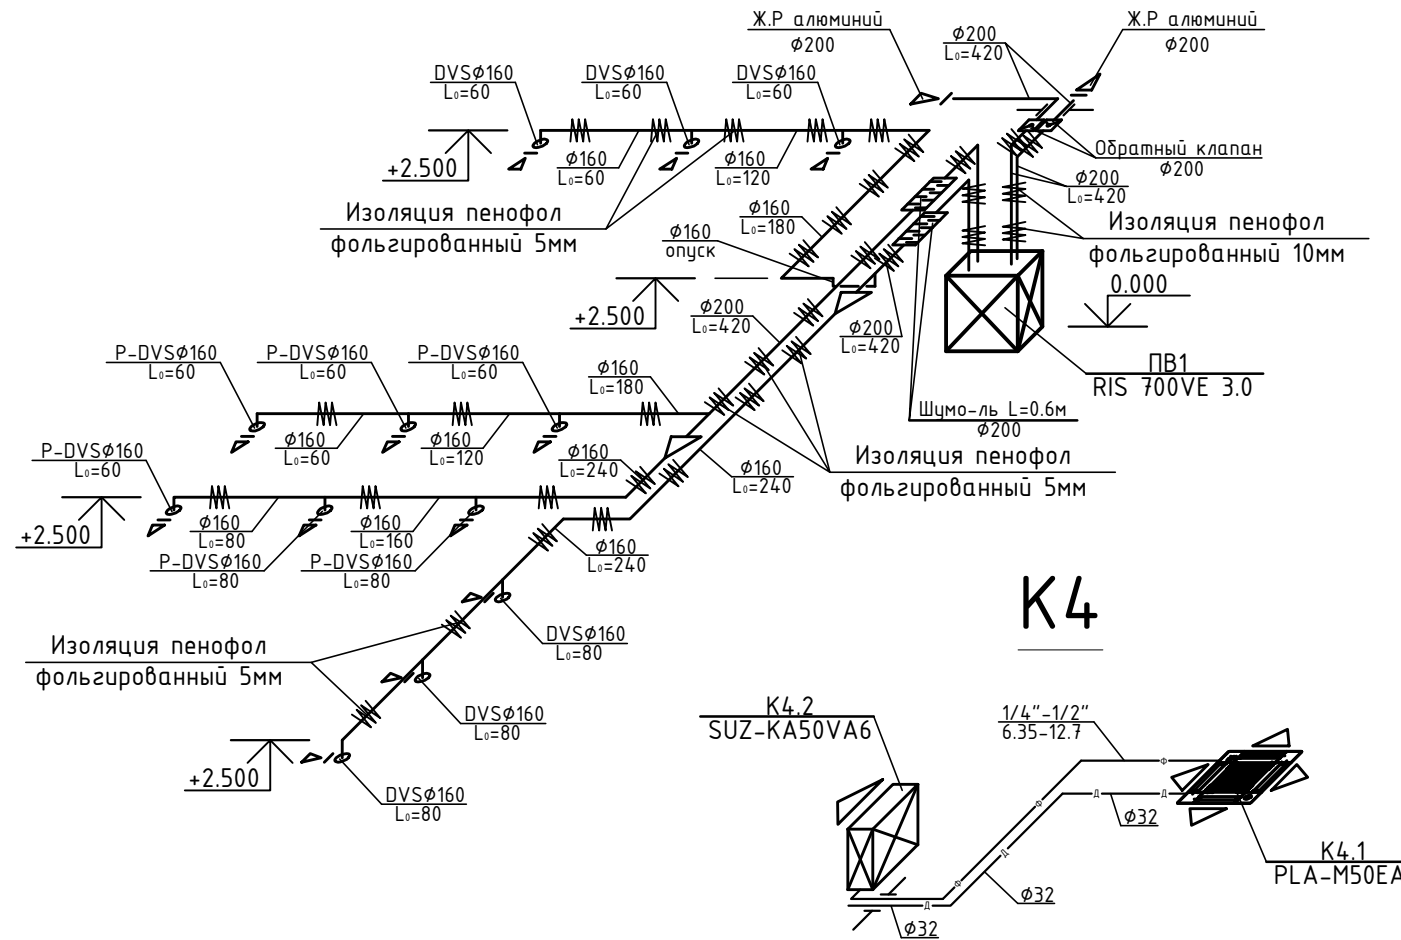 Ж.Р алюминий
Ф200
Ф200
L₀=420
Ж.Р алюминий
Ф200
DVSФ160
L₀=60
DVSФ160
L₀=60
DVSФ160
L₀=60
+2.500
Ф160
L₀=60
Ф160
L₀=120
Обратный клапан
Ф200
Ф200
L₀=420
Изоляция пенофол
фольгированный 5мм
Ф160
L₀=180
Ф160
опуск
Изоляция пенофол
фольгированный 10мм
0.000
+2.500
Ф200
L₀=420
Ф200
L₀=420
ПВ1
RIS 700VE 3.0
P-DVSФ160
L₀=60
P-DVSФ160
L₀=60
P-DVSФ160
L₀=60
Ф160
L₀=180
Шумо-ль L=0.6м
Ф200
Ф160
L₀=60
Ф160
L₀=120
Ф160
L₀=240
Ф160
L₀=240
Изоляция пенофол
фольгированный 5мм
P-DVSФ160
L₀=60
+2.500
Ф160
L₀=80
Ф160
L₀=160
P-DVSФ160
L₀=80
P-DVSФ160
L₀=80
Ф160
L₀=240
Изоляция пенофол
фольгированный 5мм
DVSФ160
L₀=80
DVSФ160
L₀=80
+2.500
DVSФ160
L₀=80
К4
К4.2
SUZ-KA50VA6
1/4"-1/2"
6.35-12.7
Ф
Ф
Ф
Д
Д
Д
Д
Ф32
Ф32
Ф32
К4.1
PLA-M50EA